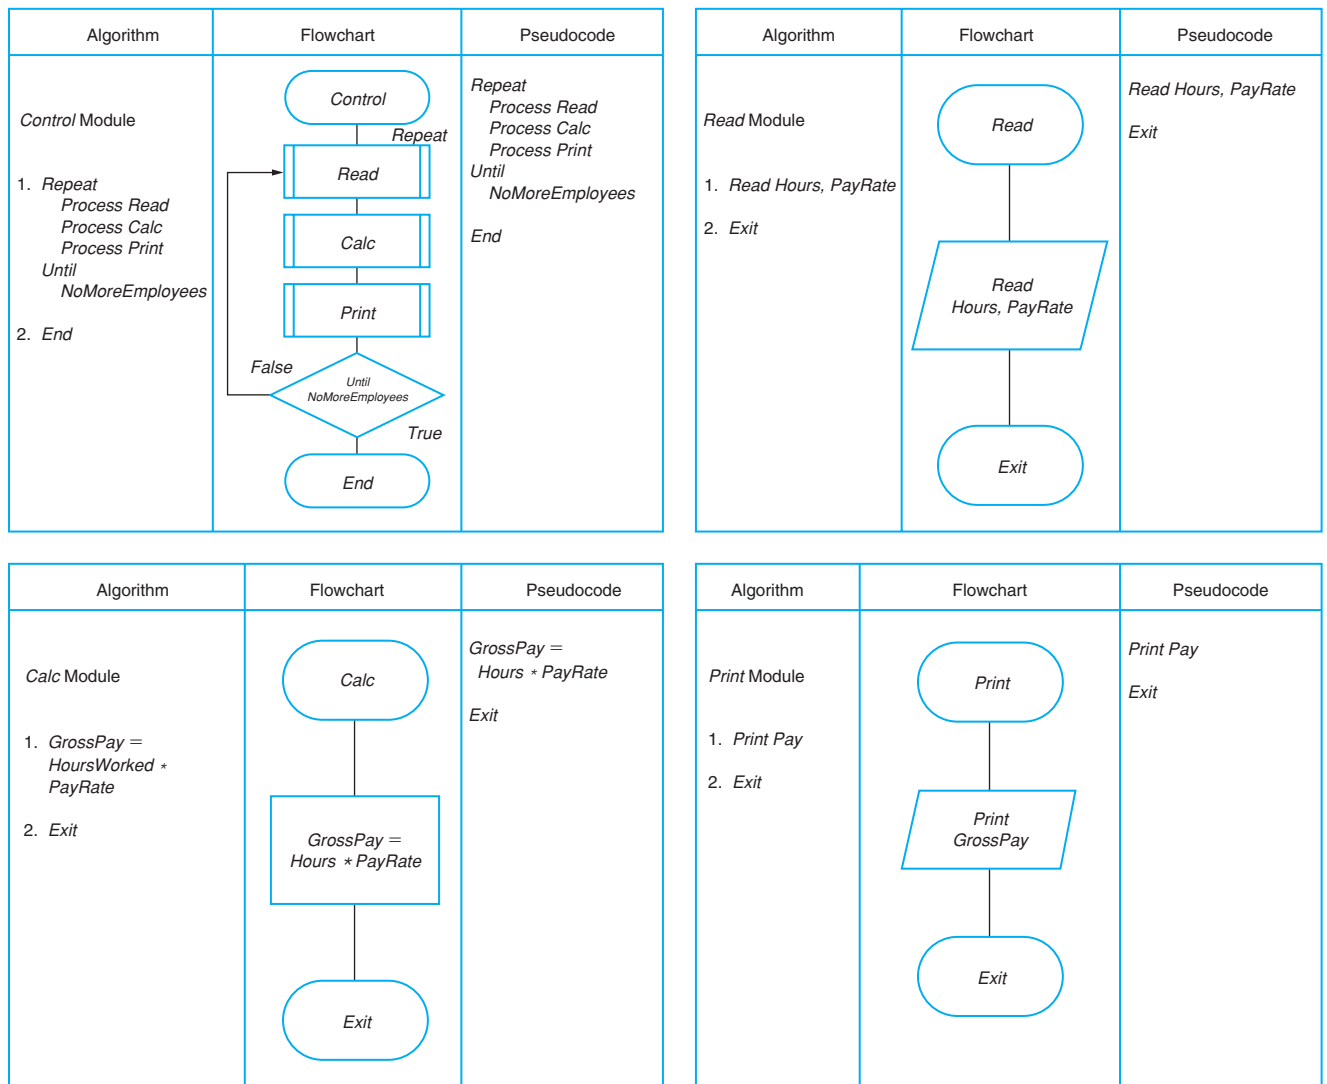 Algorithm
Flowchart
Pseudocode
Control Module
1. Repeat
Process Read
Process Calc
Process Print
Until
NoMoreEmployees
2. End
Control
Repeat
Read
Calc
Print
False
Until
NoMoreEmployees
True
End
Repeat
Process Read
Process Calc
Process Print
Until
NoMoreEmployees
End
Algorithm
Flowchart
Pseudocode
Read Module
1. Read Hours, PayRate
2. Exit
Read
Read
Hours, PayRate
Exit
Read Hours, PayRate
Exit
Algorithm
Flowchart
Pseudocode
Calc Module
1. GrossPay =
HoursWorked *
PayRate
2. Exit
Calc
GrossPay =
Hours * PayRate
Exit
GrossPay =
Hours * PayRate
Exit
Algorithm
Flowchart
Pseudocode
Print Module
1. Print Pay
2. Exit
Print
Print
GrossPay
Exit
Print Pay
Exit